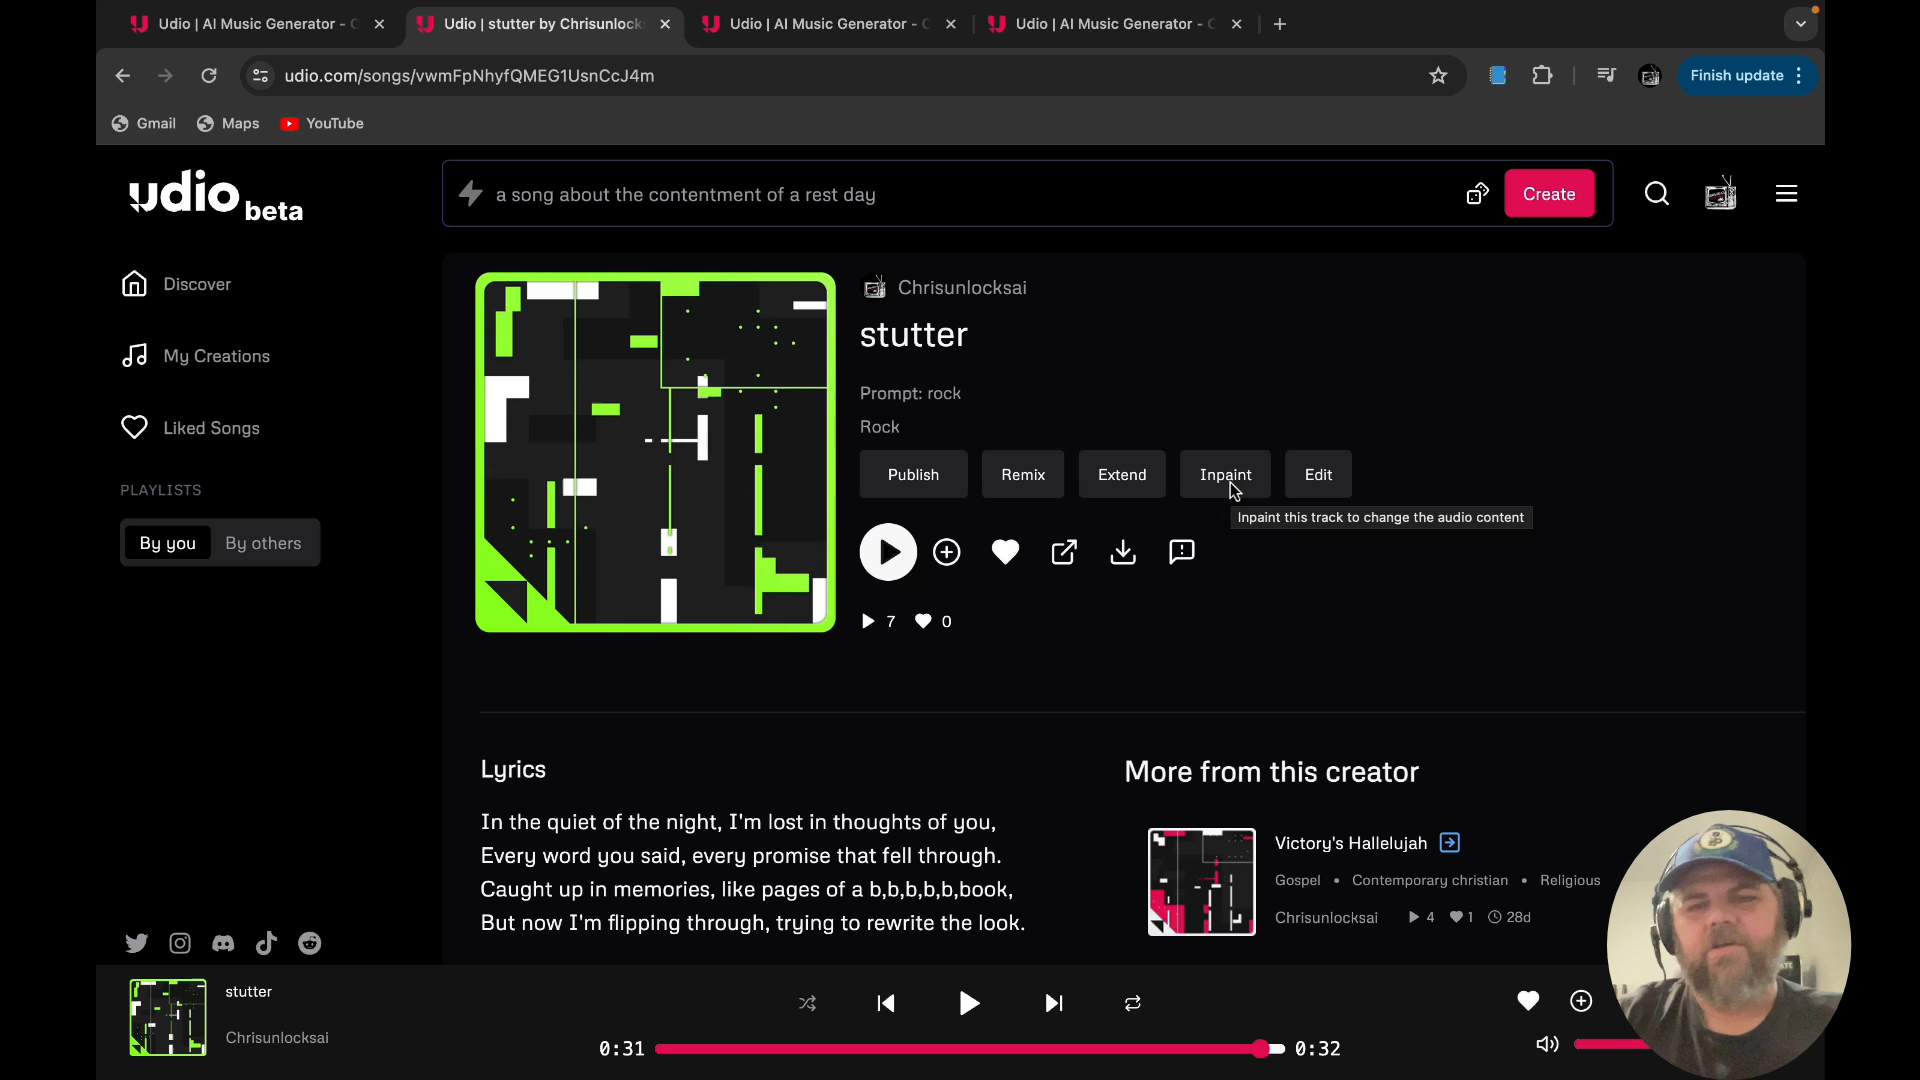 Udio | AI Music Generator - C
Udio | stutter by Chrisunlock
Udio | AI Music Generator - C
Udio | AI Music Generator - C
udio.com/songs/vwmFpNhyfQMEG1UsnCcJ4m
Finish update
Gmail
Maps
YouTube
udio beta
a song about the contentment of a rest day
Create
Discover
My Creations
Liked Songs
PLAYLISTS
By you
By others
Chrisunlocksai
stutter
Prompt: rock
Rock
Publish
Remix
Extend
Inpaint
Edit
Inpaint this track to change the audio content
7
0
Lyrics
In the quiet of the night, I'm lost in thoughts of you,
Every word you said, every promise that fell through.
Caught up in memories, like pages of a b,b,b,b,b,book,
But now I'm flipping through, trying to rewrite the look.
More from this creator
Victory's Hallelujah
Gospel • Contemporary christian • Religious
Chrisunlocksai 4 1 28d
stutter
Chrisunlocksai
0:31
0:32